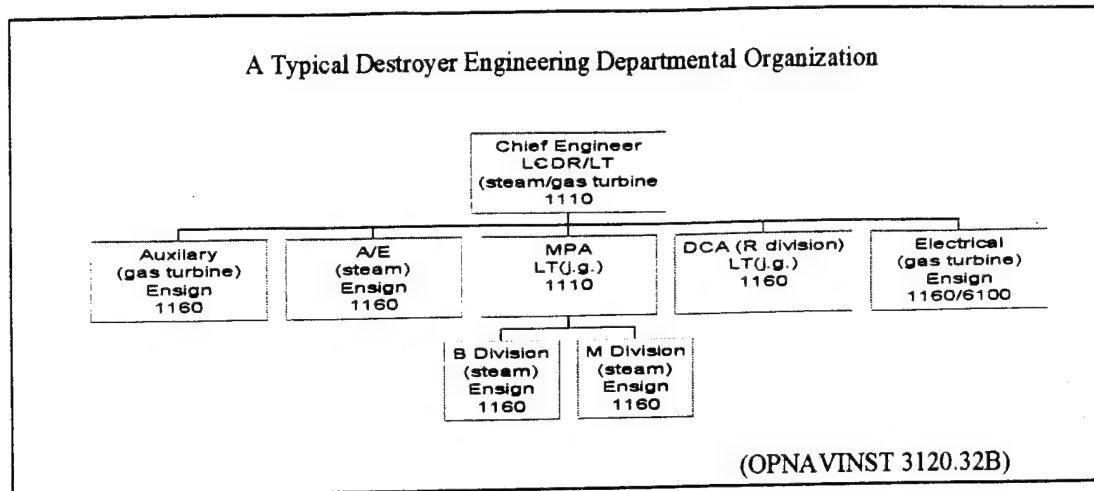 A Typical Destroyer Engineering Departmental Organization
Chief Engineer
LCDR/LT
(steam/gas turbine
1110
Auxilary
(gas turbine)
Ensign
1160
A/E
(steam)
Ensign
1160
MPA
LT(j.g.)
1110
DCA (R division)
LT(j.g.)
1160
Electrical
(gas turbine)
Ensign
1160/6100
B Division
(steam)
Ensign
1160
M Division
(steam)
Ensign
1160
(OPNAVINST 3120.32B)